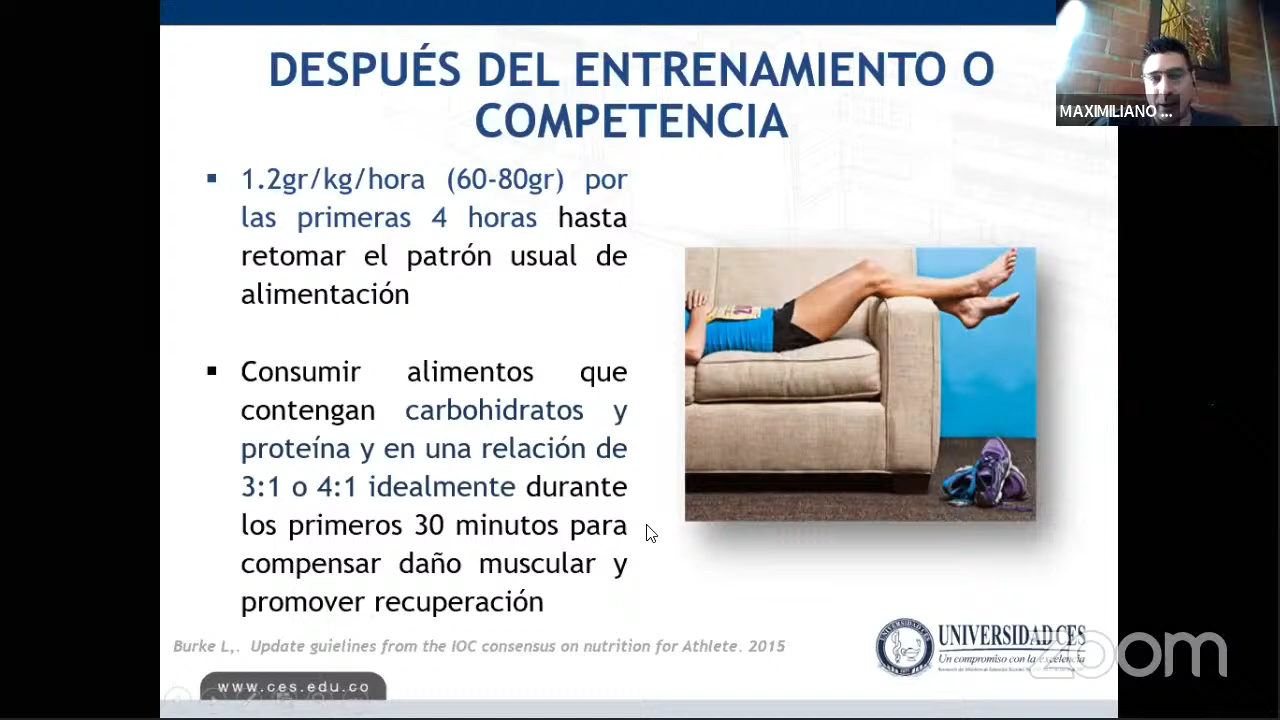 DESPUÉS DEL ENTRENAMIENTO O
COMPETENCIA
MAXIMILIANO ...
▪ 1.2gr/kg/hora (60-80gr) por
las primeras 4 horas hasta
retomar el patrón usual de
alimentación
▪ Consumir alimentos que
contengan carbohidratos y
proteína y en una relación de
3:1 o 4:1 idealmente durante
los primeros 30 minutos para
compensar daño muscular y
promover recuperación
Burke L,. Update guielines from the IOC consensus on nutrition for Athlete. 2015
UNIVERSIDAD CES
Un compromiso con la excelencia
zoom
www.ces.edu.co